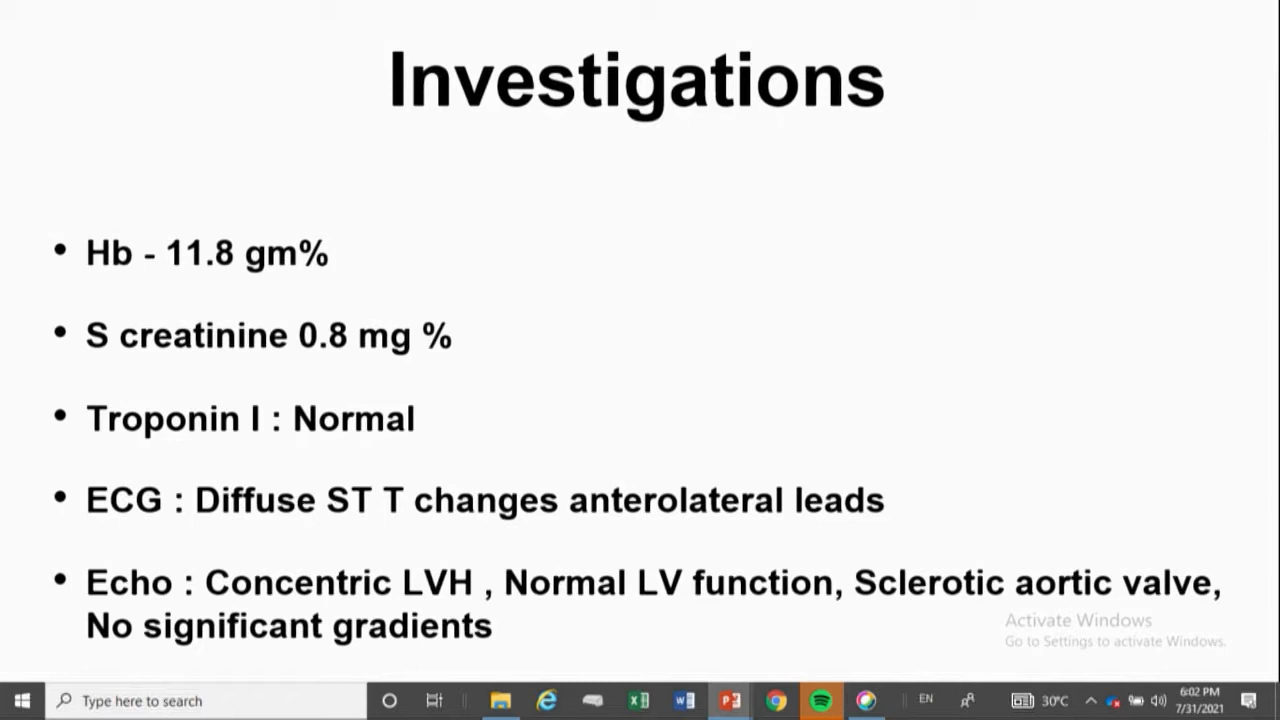 Investigations
• Hb - 11.8 gm%
• S creatinine 0.8 mg %
• Troponin I : Normal
• ECG : Diffuse ST T changes anterolateral leads
• Echo : Concentric LVH , Normal LV function, Sclerotic aortic valve,
No significant gradients
Activate Windows
Go to Settings to activate Windows.
Type here to search
EN
30°C
6:02 PM
7/31/2021